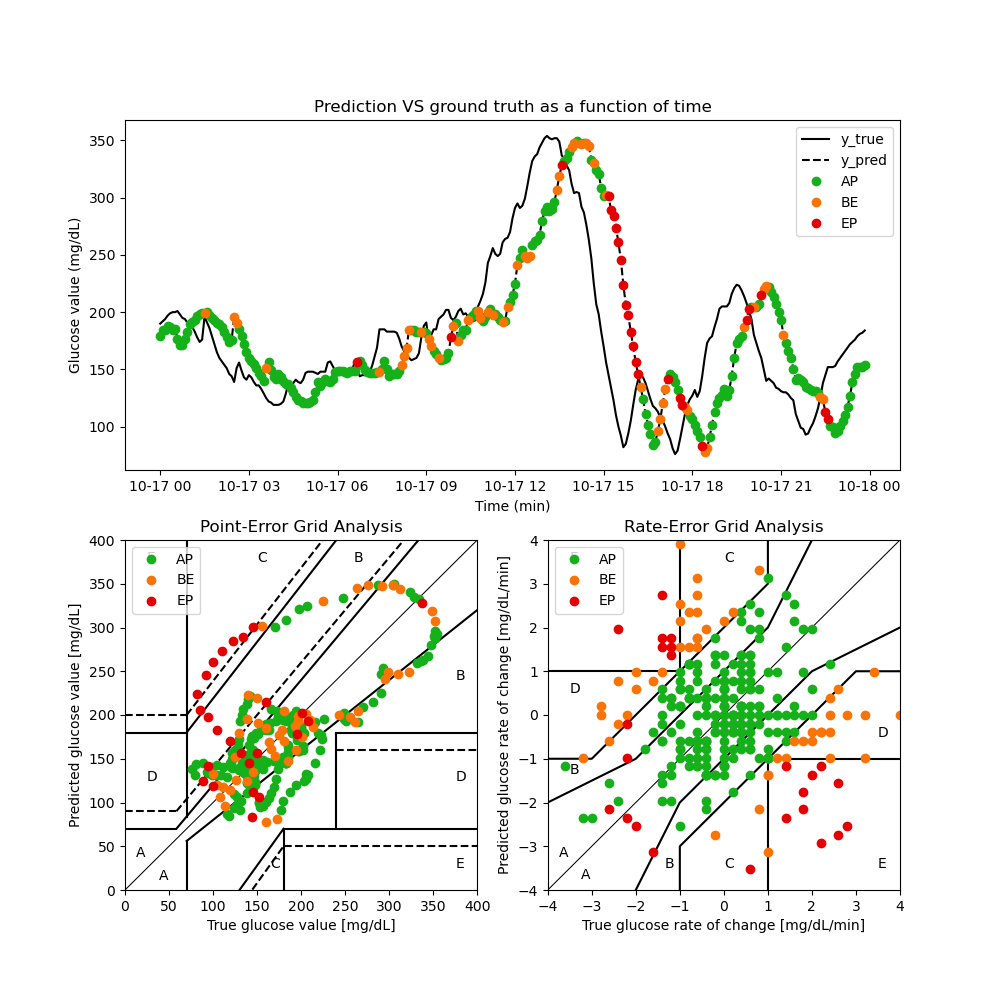 Prediction VS ground truth as a function of time
Glucose value (mg/dL)
350
300
250
200
150
100
y_true
y_pred
AP
BE
EP
10-17 00 10-17 03 10-17 06 10-17 09 10-17 12 10-17 15 10-17 18 10-17 21 10-18 00
Time (min)
Point-Error Grid Analysis
Predicted glucose value [mg/dL]
400
350
300
250
200
150
100
50
0
AP
BE
EP
C
B
B
D
D
A
A
C
E
0 50 100 150 200 250 300 350 400
True glucose value [mg/dL]
Rate-Error Grid Analysis
Predicted glucose rate of change [mg/dL/min]
4
3
2
1
0
−1
−2
−3
−4
AP
BE
EP
C
D
D
B
A
A
B
C
E
−4 −3 −2 −1 0 1 2 3 4
True glucose rate of change [mg/dL/min]